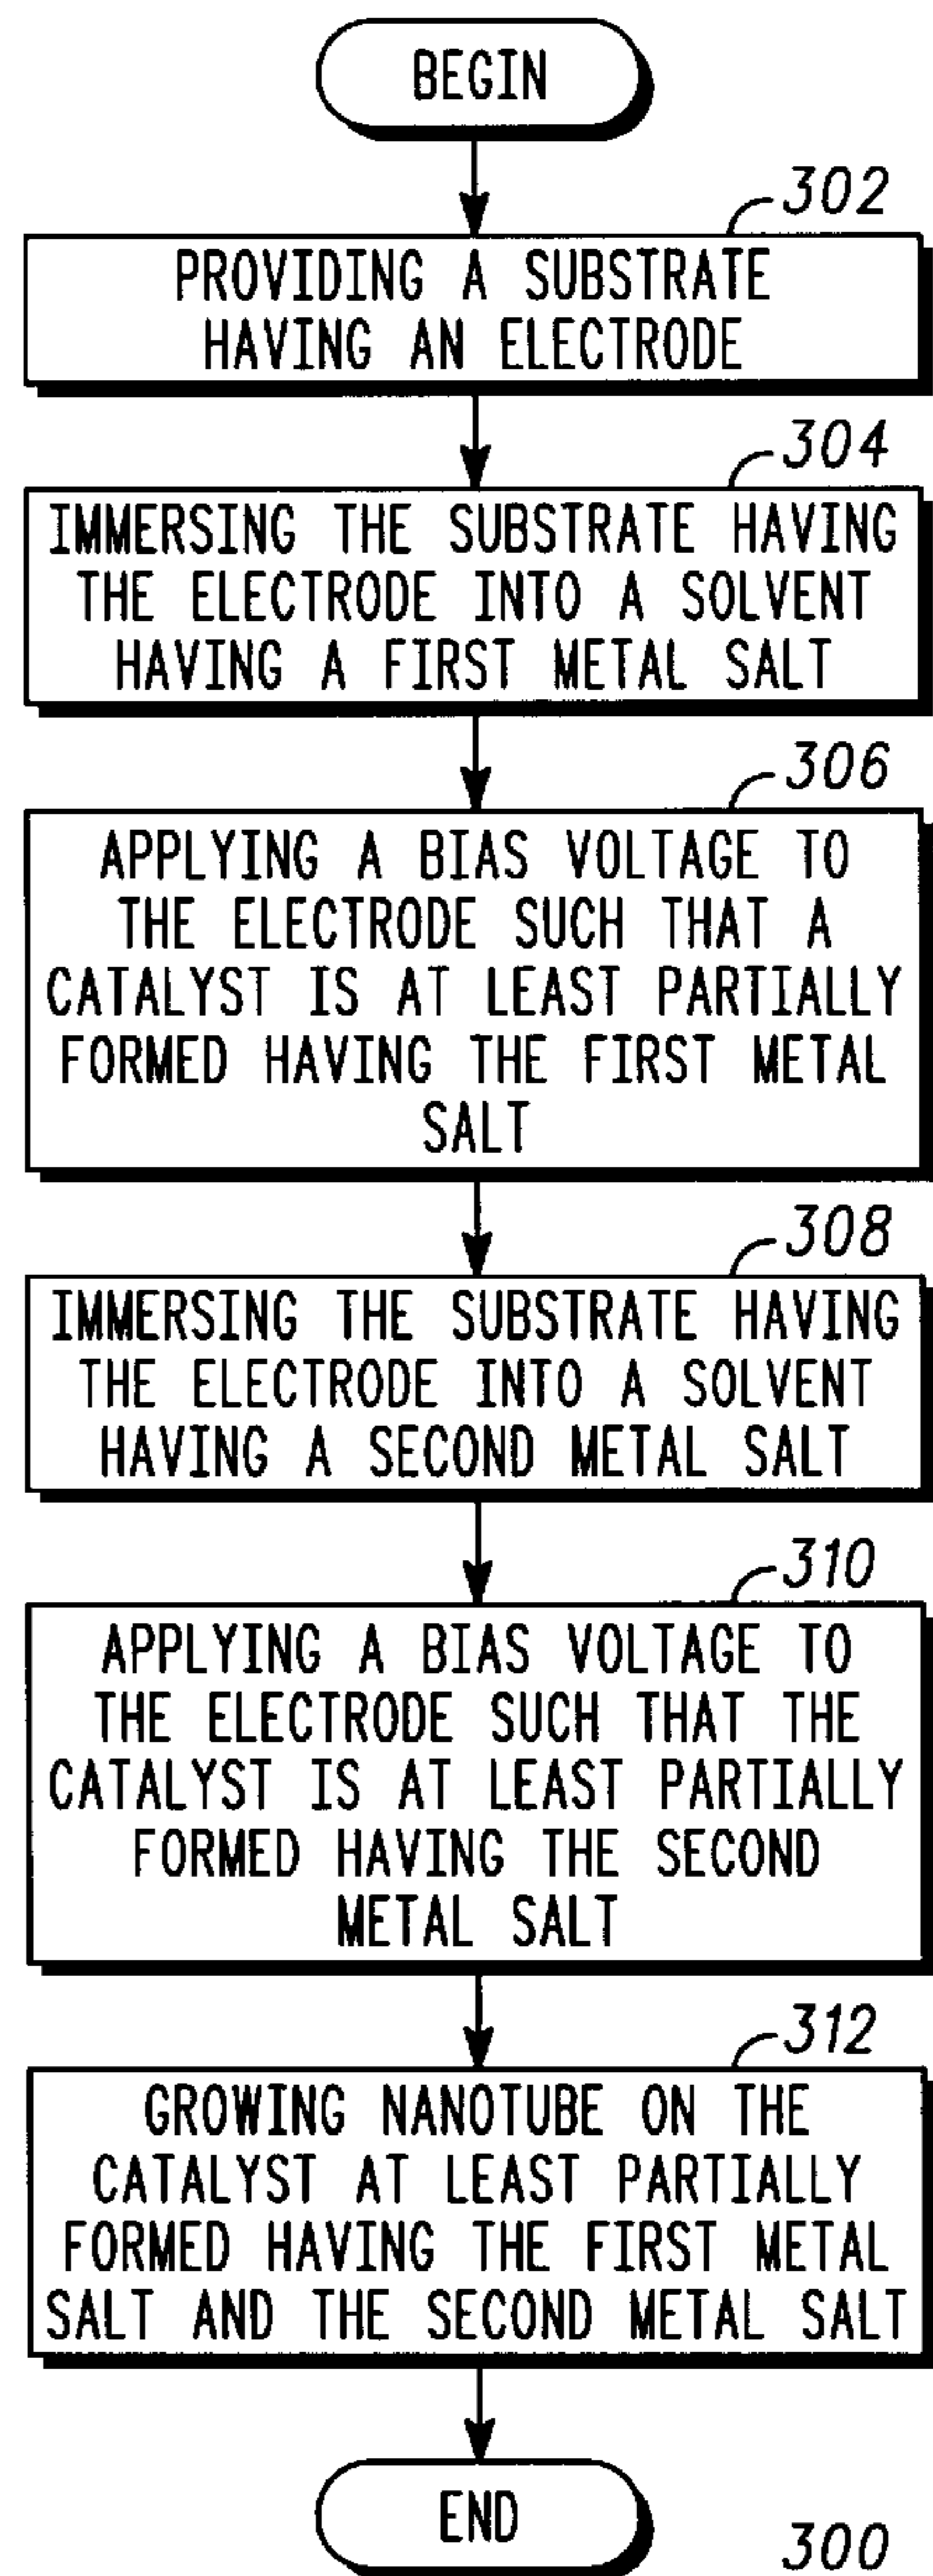 BEGIN
302
PROVIDING A SUBSTRATE
HAVING AN ELECTRODE
304
IMMERSING THE SUBSTRATE HAVING
THE ELECTRODE INTO A SOLVENT
HAVING A FIRST METAL SALT
306
APPLYING A BIAS VOLTAGE TO
THE ELECTRODE SUCH THAT A
CATALYST IS AT LEAST PARTIALLY
FORMED HAVING THE FIRST METAL
SALT
308
IMMERSING THE SUBSTRATE HAVING
THE ELECTRODE INTO A SOLVENT
HAVING A SECOND METAL SALT
310
APPLYING A BIAS VOLTAGE TO
THE ELECTRODE SUCH THAT THE
CATALYST IS AT LEAST PARTIALLY
FORMED HAVING THE SECOND
METAL SALT
312
GROWING NANOTUBE ON THE
CATALYST AT LEAST PARTIALLY
FORMED HAVING THE FIRST METAL
SALT AND THE SECOND METAL SALT
END
300